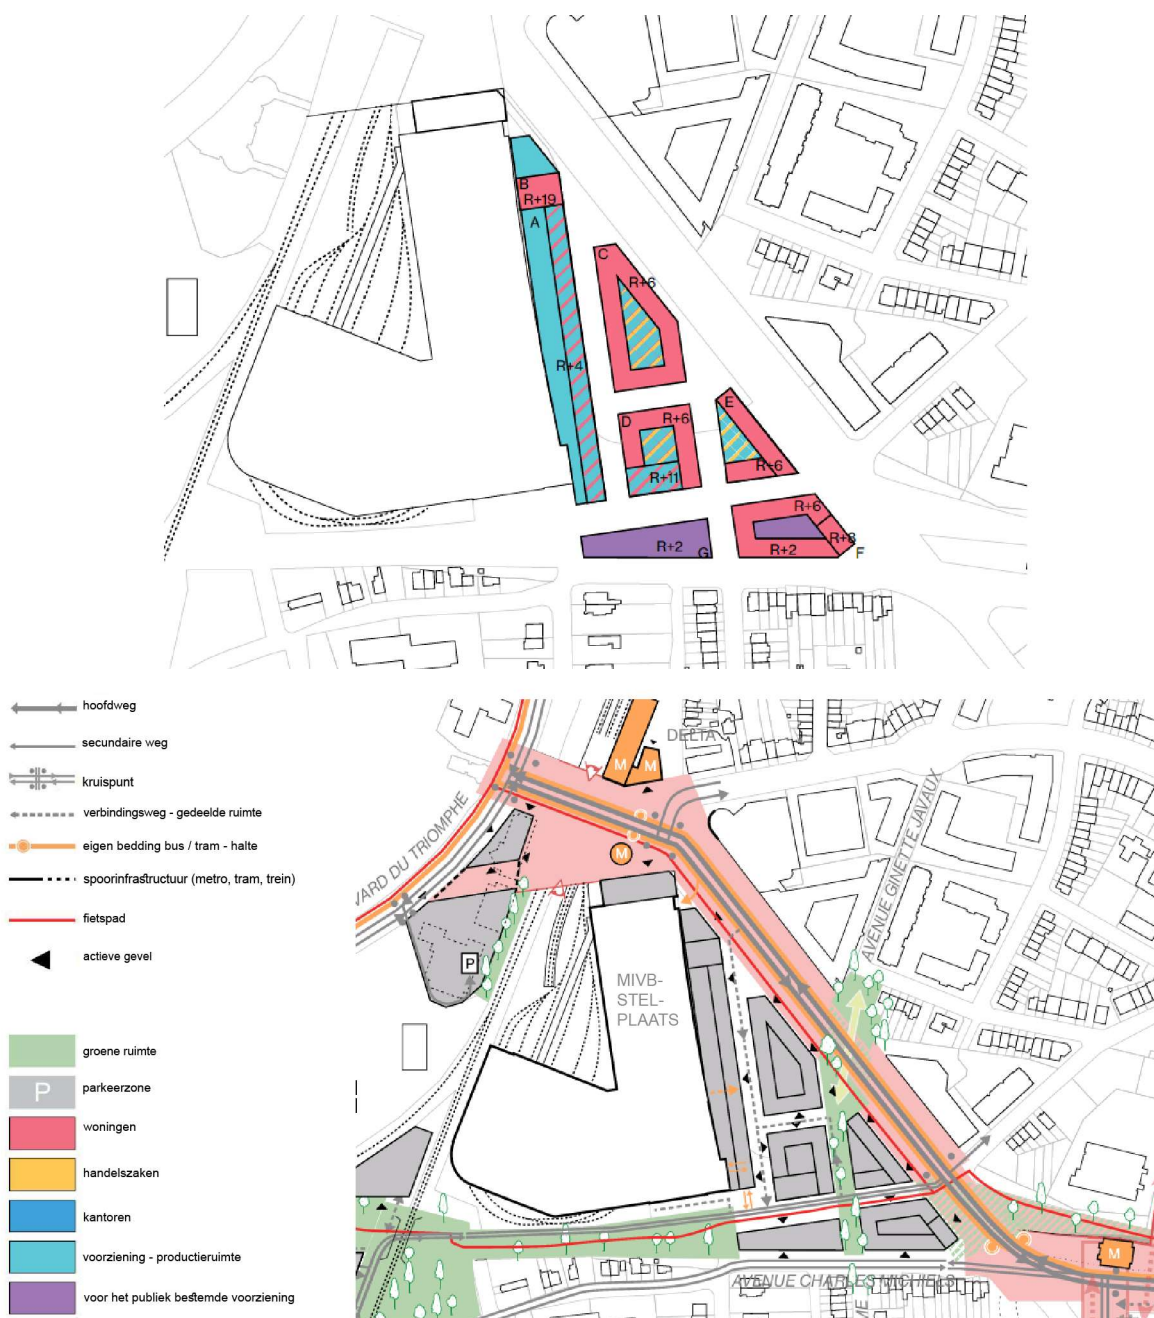 B
R+19
A
C
R+6
R+4
D
R+6
E
R+11
R+6
R+6
R+2
G
R+2
R+8
F
hoofdweg
secundaire weg
kruispunt
verbindingsweg - gedeelde ruimte
eigen bedding bus / tram - halte
spoorinfrastructuur (metro, tram, trein)
fietspad
actieve gevel
groene ruimte
P
parkeerzone
woningen
handelszaken
kantoren
voorziening - productieruimte
voor het publiek bestemde voorziening
DELTA
M
M
M
VARD DU TRIOMPHE
AVENUE GINETTE JAVAUX
P
MIVB-
STEL-
PLAATS
M
AVENUE CHARLES MICHIELS
ME